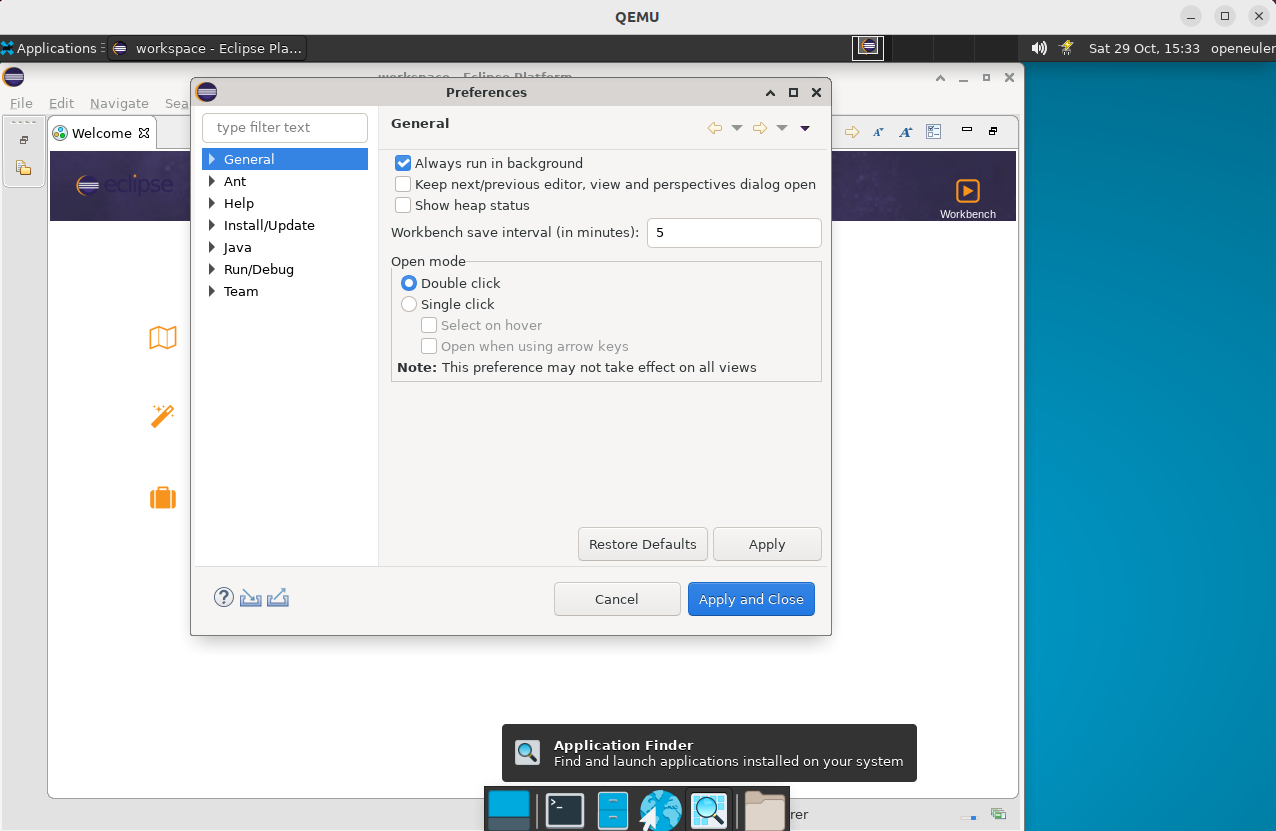 QEMU
Applications
workspace - Eclipse Pla...
Sat 29 Oct, 15:33
openeuler
workspace - Eclipse Platform
File Edit Navigate Sea
Preferences
Welcome
eclipse
Workbench
type filter text
General
Ant
Help
Install/Update
Java
Run/Debug
Team
General
Always run in background
Keep next/previous editor, view and perspectives dialog open
Show heap status
Workbench save interval (in minutes): 5
Open mode
Double click
Single click
Select on hover
Open when using arrow keys
Note: This preference may not take effect on all views
Restore Defaults
Apply
Cancel
Apply and Close
Application Finder
Find and launch applications installed on your system
rer